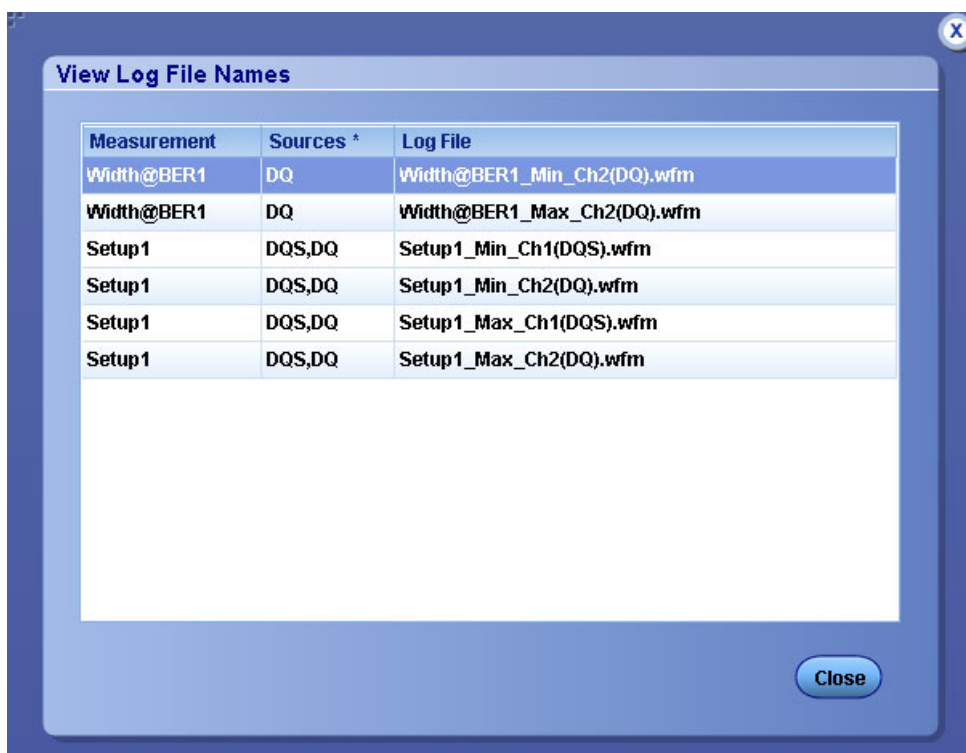 X
View Log File Names
Measurement Sources * Log File
Width@BER1 DQ Width@BER1_Min_Ch2(DQ).wfm
Width@BER1 DQ Width@BER1_Max_Ch2(DQ).wfm
Setup1 DQS,DQ Setup1_Min_Ch1(DQS).wfm
Setup1 DQS,DQ Setup1_Min_Ch2(DQ).wfm
Setup1 DQS,DQ Setup1_Max_Ch1(DQS).wfm
Setup1 DQS,DQ Setup1_Max_Ch2(DQ).wfm
Close